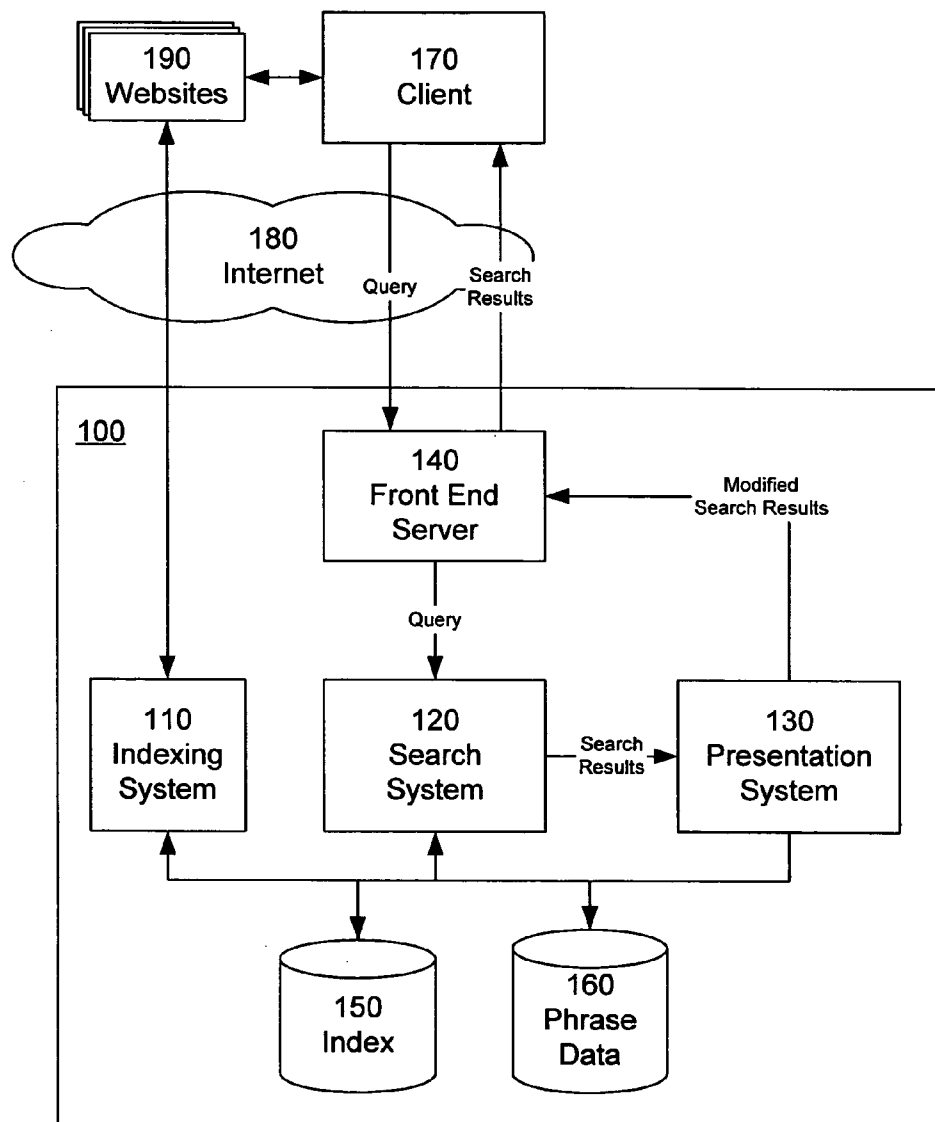 190
Websites
170
Client
180
Internet
Query
Search
Results
100
140
Front End
Server
Modified
Search Results
Query
110
Indexing
System
120
Search
System
Search
Results
130
Presentation
System
150
Index
160
Phrase
Data